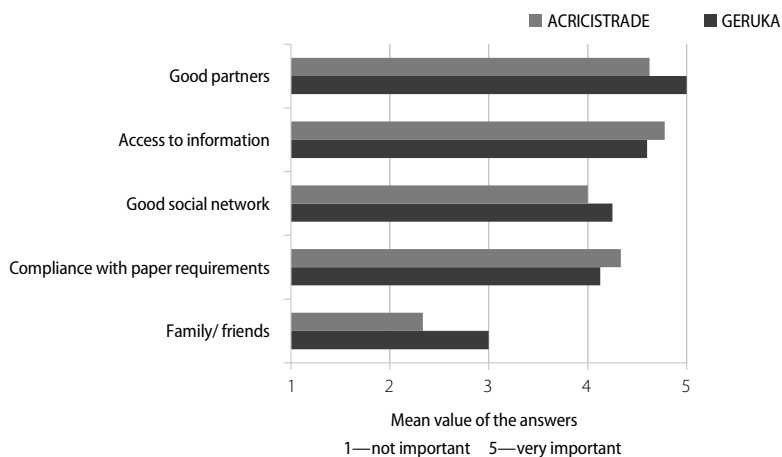 ACRICISTRADE GERUKA
Good partners
Access to information
Good social network
Compliance with paper requirements
Family/ friends
1 2 3 4 5
Mean value of the answers
1—not important 5—very important